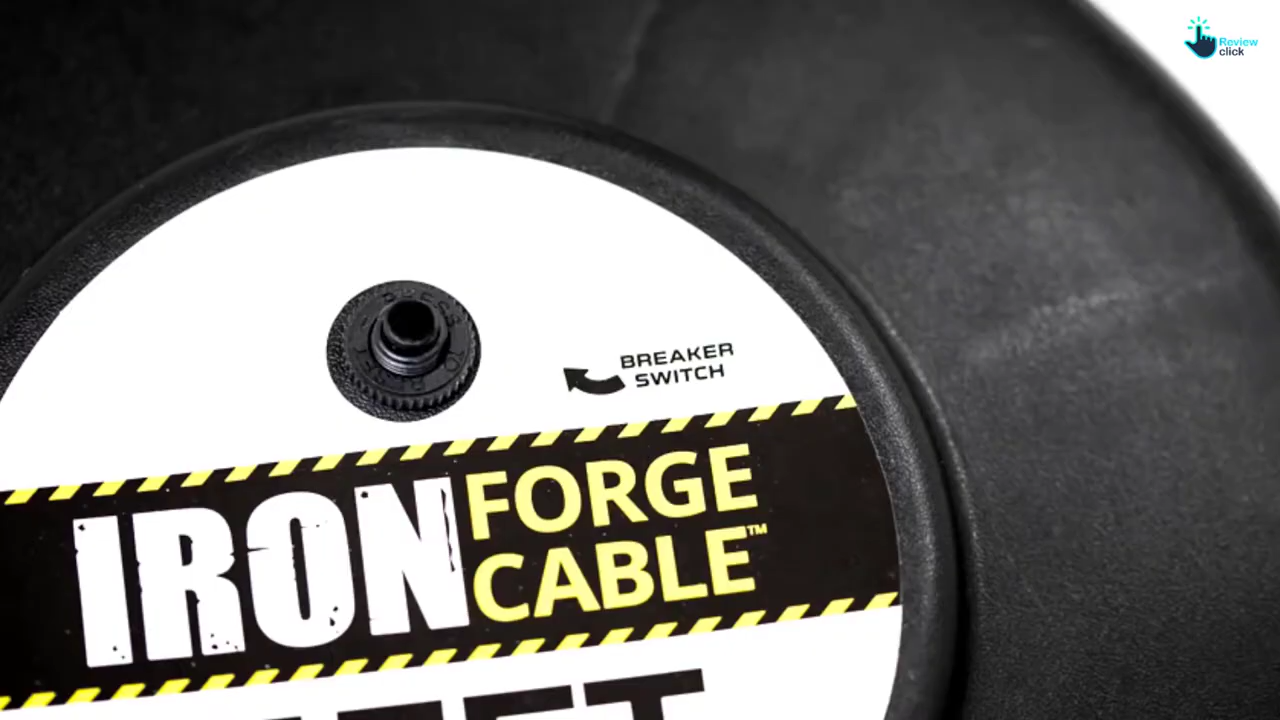 Review
click
BREAKER
SWITCH
IRON FORGE
CABLE™